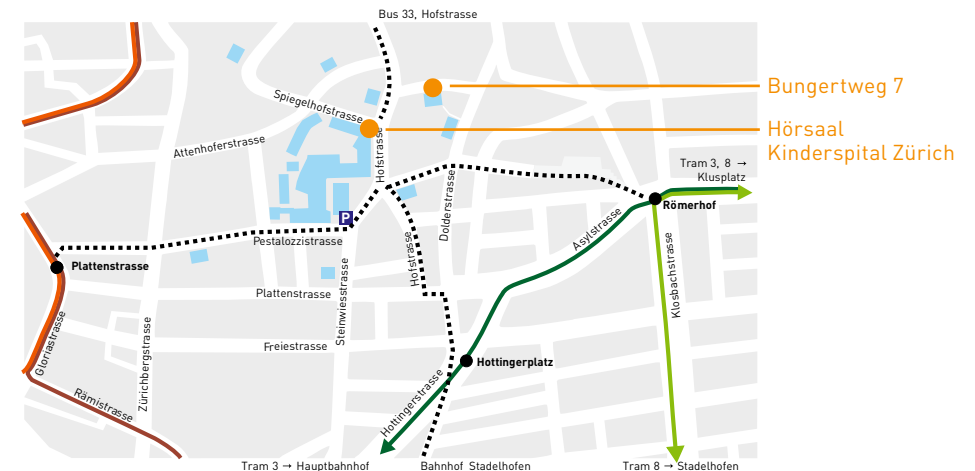 Bus 33, Hofstrasse
Bungertweg 7
Spiegelhofstrasse
Hörsaal
Kinderspital Zürich
Attenhoferstrasse
Hofstrasse
Tram 3, 8 →
Klusplatz
Dolderstrasse
Römerhof
P
Asylstrasse
Pestalozzistrasse
Hofstrasse
Plattenstrasse
Klosbachstrasse
Plattenstrasse
Steinwiesstrasse
Gloriastrasse
Zürichbergstrasse
Freiestrasse
Hottingerplatz
Hottingerstrasse
Rämistrasse
Tram 3 → Hauptbahnhof
Bahnhof Stadelhofen
Tram 8 → Stadelhofen